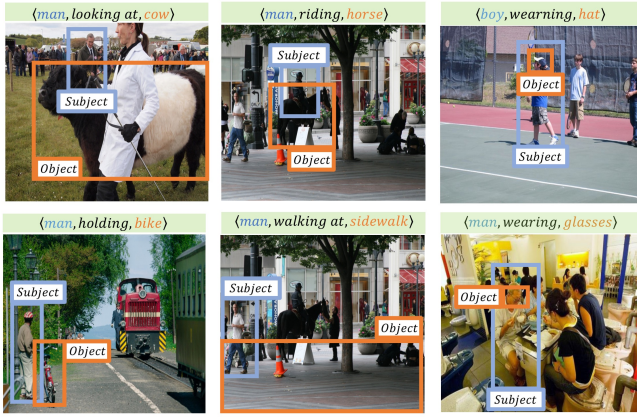 ⟨man, looking at, cow⟩
Subject
Object
⟨man, riding, horse⟩
Subject
Object
⟨boy, wearning, hat⟩
Object
Subject
⟨man, holding, bike⟩
Subject
Object
⟨man, walking at, sidewalk⟩
Subject
Object
⟨man, wearing, glasses⟩
Object
Subject